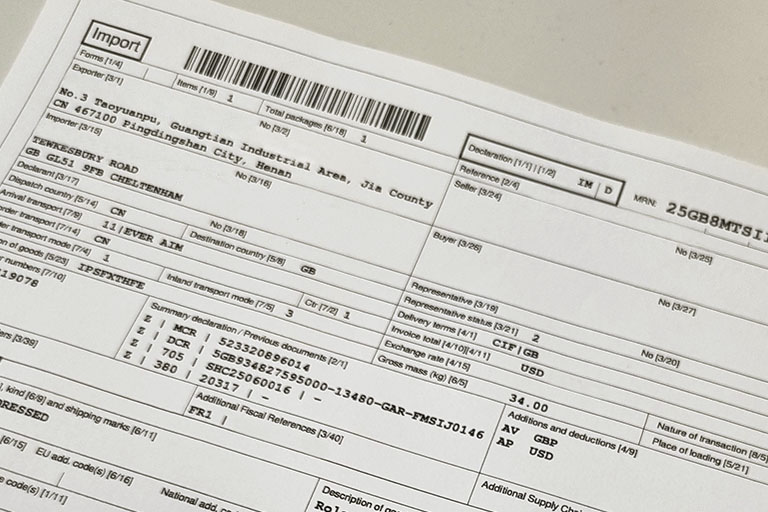 Import
Forms [1/4]
Exporter [3/1]
Items [1/9] 1
Total packages [6/18] 1
No [3/2]
No.3 Taoyuanpu, Guangtian Industrial Area, Jia County
CN 467100 Pingdingshan City, Henan
Importer [3/15]
No [3/16]
TEWKESBURY ROAD
GB GL51 9FB CHELTENHAM
Declarant [3/17]
No [3/18]
Dispatch country [5/14] CN
Destination country [5/8] GB
Arrival transport [7/9] 11|EVER AIM
order transport [7/14] CN
transport mode [7/4] 1
Inland transport mode [7/5] 3
Ctr [7/2] 1
on of goods [5/23] IPSFXTHFE
er numbers [7/10]
119078
Declaration [1/1] | [1/2] IM | D
Reference [2/4]
MRN: 25GB8MTSI
Seller [3/24]
No [3/25]
Buyer [3/26]
No [3/27]
Representative [3/19]
No [3/20]
Representative status [3/21] 2
Delivery terms [4/1] CIF|GB
Invoice total [4/10][4/11] USD
Exchange rate [4/15]
Gross mass (kg) [6/5] 34.00
Summary declaration / Previous documents [2/1]
Z | MCR | 523320896014
Z | DCR | 5GB934827595000-13480-GAR-FMSIJ0146
Z | 705 | SHC25060016 | -
Z | 380 | 20317 | -
ers [3/39]
Additional Fiscal References [3/40]
FR1 |
Additions and deductions [4/9]
AV GBP
AP USD
Nature of transaction [8/5]
Place of loading [5/21]
, kind [6/9] and shipping marks [6/11]
RESSED
[6/15]
EU add. code(s) [6/16]
code(s) [1/11]
National add. co
Description of go
Additional Supply Chai